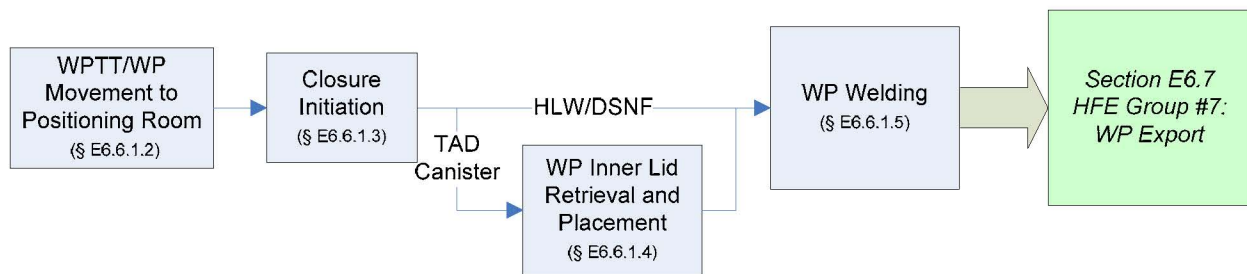 WPTT/WP
Movement to
Positioning Room
(§ E6.6.1.2)
Closure
Initiation
(§ E6.6.1.3)
HLW/DSNF
TAD
Canister
WP Inner Lid
Retrieval and
Placement
(§ E6.6.1.4)
WP Welding
(§ E6.6.1.5)
Section E6.7
HFE Group #7:
WP Export